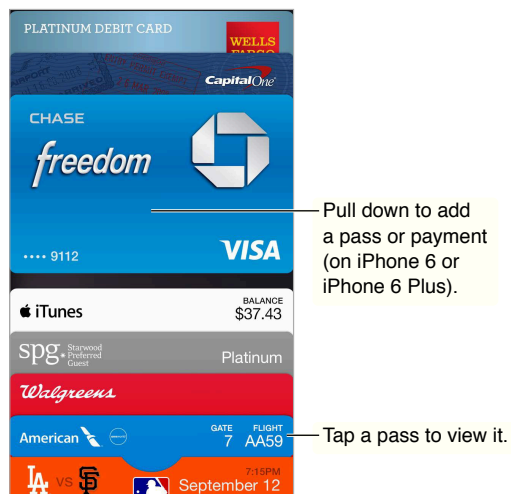 PLATINUM DEBIT CARD
WELLS
FARGO
CapitalOne
CHASE
freedom
•••• 9112
VISA
Pull down to add
a pass or payment
(on iPhone 6 or
iPhone 6 Plus).
iTunes
BALANCE
$37.43
spg
Starwood
Preferred
Guest
Platinum
Walgreens
American
GATE
7
FLIGHT
AA59
Tap a pass to view it.
LA vs SF
7:15PM
September 12